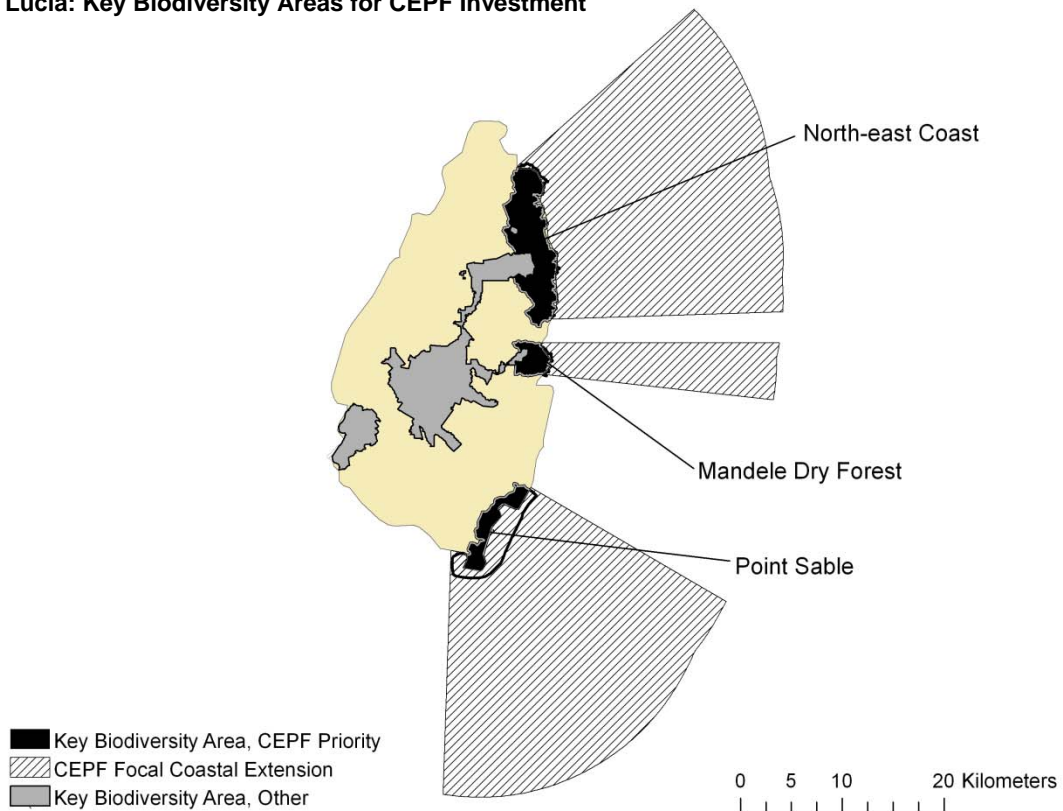 Lucia: Key Biodiversity Areas for CEPF Investment
North-east Coast
Mandele Dry Forest
Point Sable
Key Biodiversity Area, CEPF Priority
CEPF Focal Coastal Extension
Key Biodiversity Area, Other
0 5 10 20 Kilometers